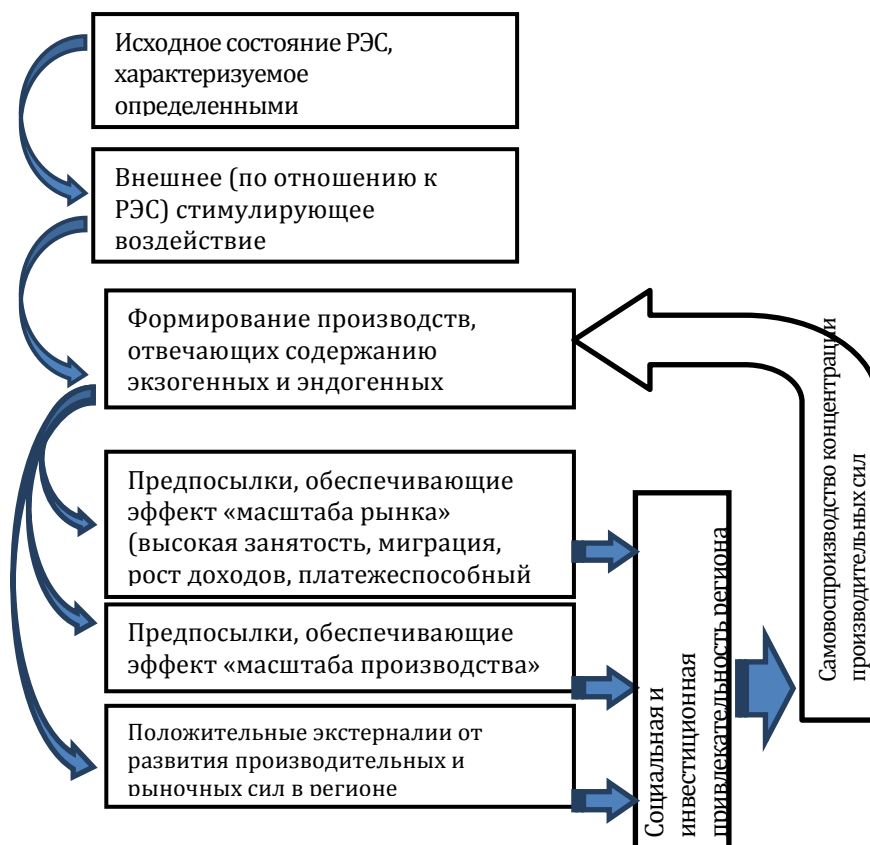 Исходное состояние РЭС,
характеризуемое
определенными
Внешнее (по отношению к
РЭС) стимулирующее
воздействие
Формирование производств,
отвечающих содержанию
экзогенных и эндогенных
Предпосылки, обеспечивающие
эффект «масштаба рынка»
(высокая занятость, миграция,
рост доходов, платежеспособный
Предпосылки, обеспечивающие
эффект «масштаба производства»
Положительные экстерналии от
развития производительных и
рыночных сил в регионе
Социальная и
инвестиционная
привлекательность региона
Самовоспроизводство концентрации
производительных сил